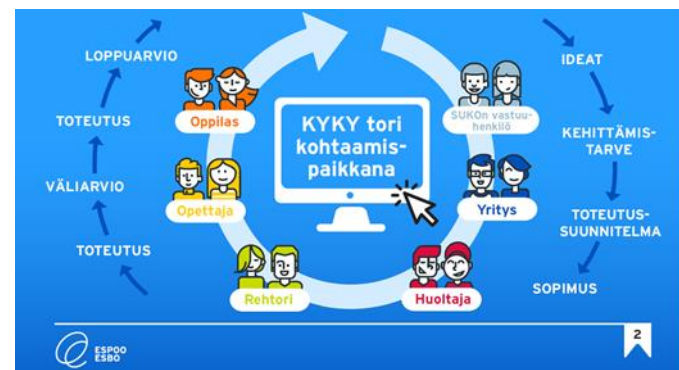 LOPPUARVIO
TOTEUTUS
VÄLIARVIO
TOTEUTUS
Oppilas
Opettaja
Rehtori
KYKY tori
kohtaamis-
paikkana
SUKOn vastuu-
henkilö
Yritys
Huoltaja
IDEAT
KEHITTÄMIS-
TARVE
TOTEUTUS-
SUUNNITELMA
SOPIMUS
ESPOO
ESBO
2